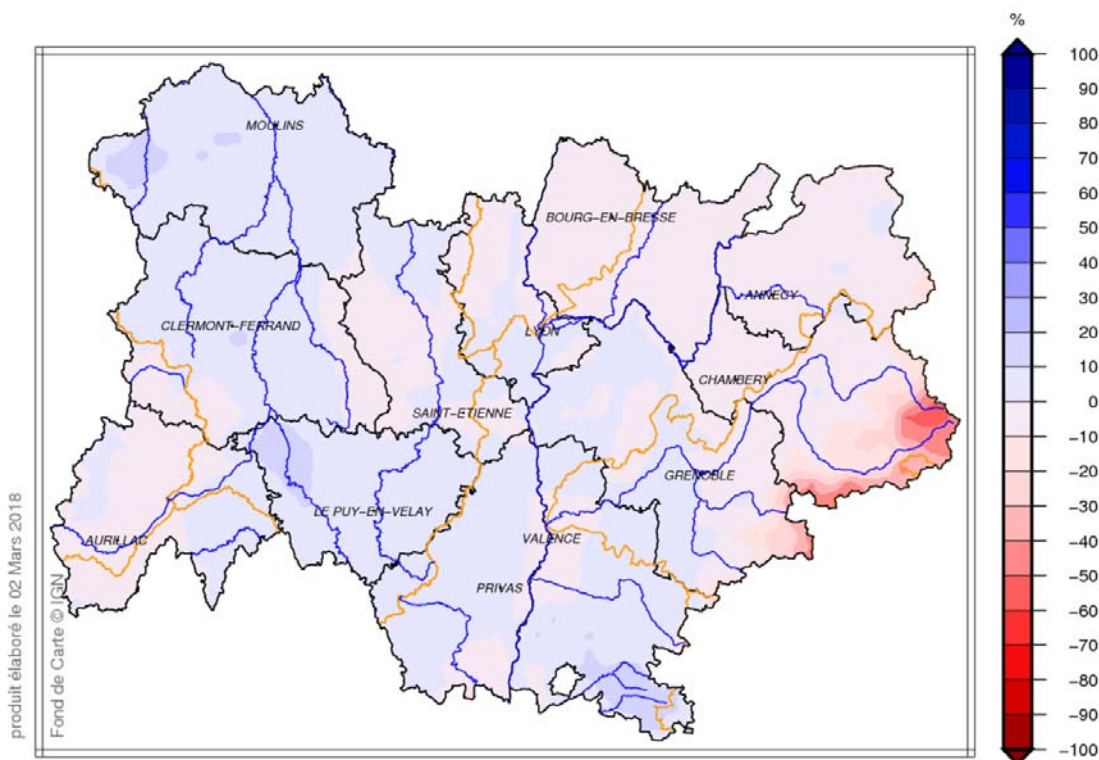 %
100
90
80
70
60
50
40
30
20
10
0
-10
-20
-30
-40
-50
-60
-70
-80
-90
-100
MOULINS
BOURG-EN-BRESSE
ANNECY
CLERMONT-FERRAND
LYON
CHAMBERY
SAINT-ETIENNE
GRENOBLE
LE PUY-EN-VELAY
AURILLAC
VALENCE
PRIVAS
produit élaboré le 02 Mars 2018
Fond de Carte © IGN